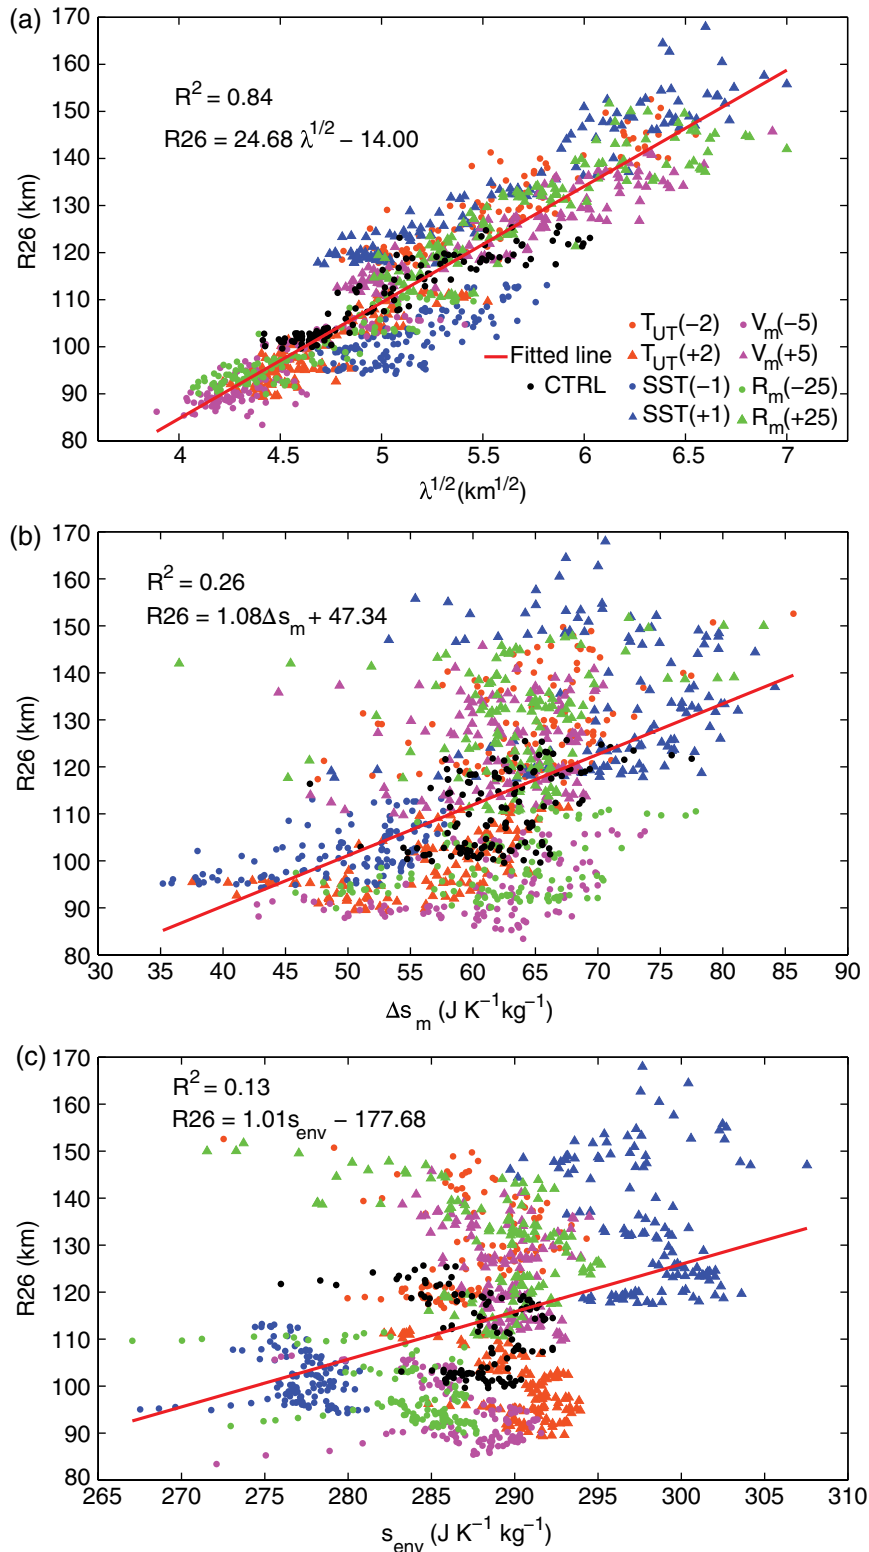 (a)
170
160
150
140
130
120
110
100
90
80
R26 (km)
R² = 0.84
R26 = 24.68 λ^1/2 − 14.00
Fitted line
CTRL
T_UT(−2)
T_UT(+2)
SST(−1)
SST(+1)
V_m(−5)
V_m(+5)
R_m(−25)
R_m(+25)
4 4.5 5 5.5 6 6.5 7
λ^1/2 (km^1/2)
(b)
170
160
150
140
130
120
110
100
90
80
R26 (km)
R² = 0.26
R26 = 1.08Δs_m + 47.34
30 35 40 45 50 55 60 65 70 75 80 85 90
Δs_m (J K⁻¹kg⁻¹)
(c)
170
160
150
140
130
120
110
100
90
80
R26 (km)
R² = 0.13
R26 = 1.01s_env − 177.68
265 270 275 280 285 290 295 300 305 310
s_env (J K⁻¹ kg⁻¹)